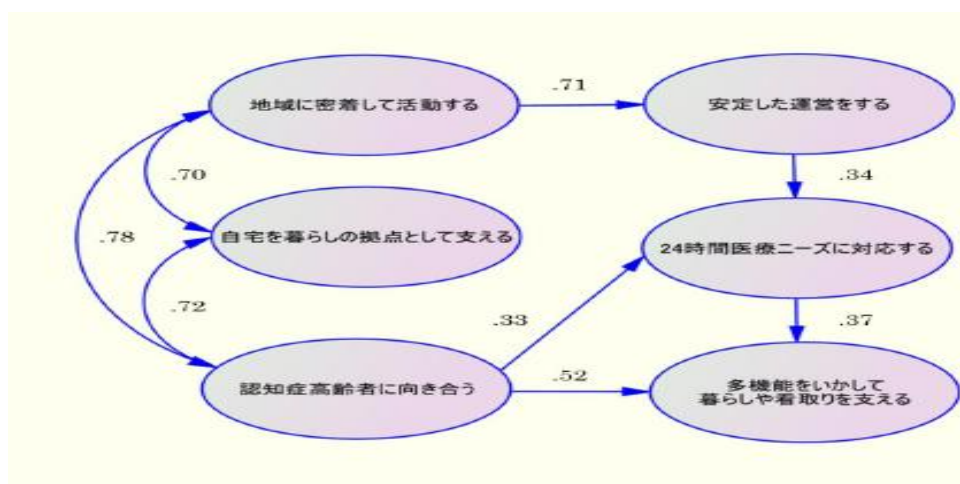 地域に密着して活動する
.71
安定した運営をする
.70
.34
.78
自宅を暮らしの拠点として支える
24時間医療ニーズに対応する
.72
.33
.37
認知症高齢者に向き合う
.52
多機能をいかして
暮らしや看取りを支える